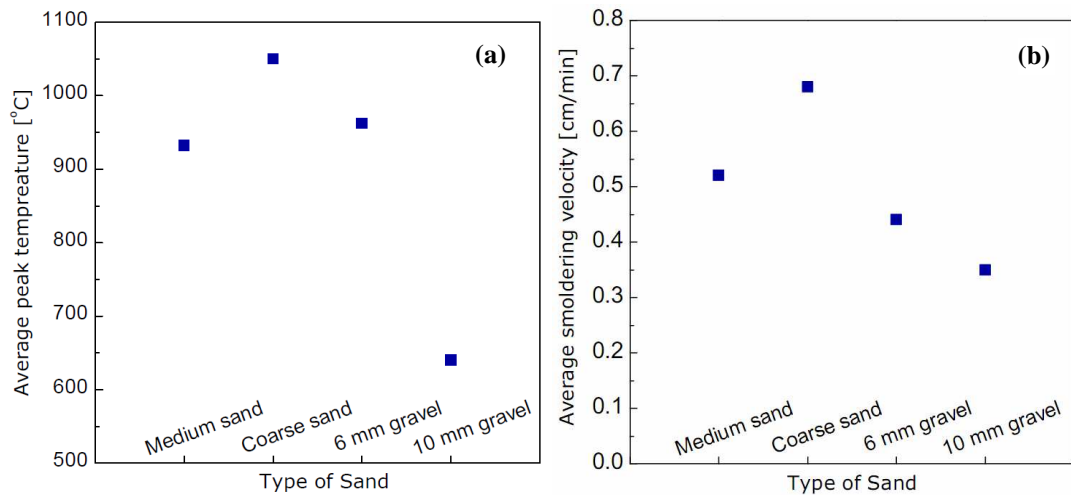 (a)
Average peak tempreature [°C]
1100
1000
900
800
700
600
500
Medium sand
Coarse sand
6 mm gravel
10 mm gravel
Type of Sand
(b)
Average smoldering velocity [cm/min]
0.8
0.7
0.6
0.5
0.4
0.3
0.2
0.1
0.0
Medium sand
Coarse sand
6 mm gravel
10 mm gravel
Type of Sand